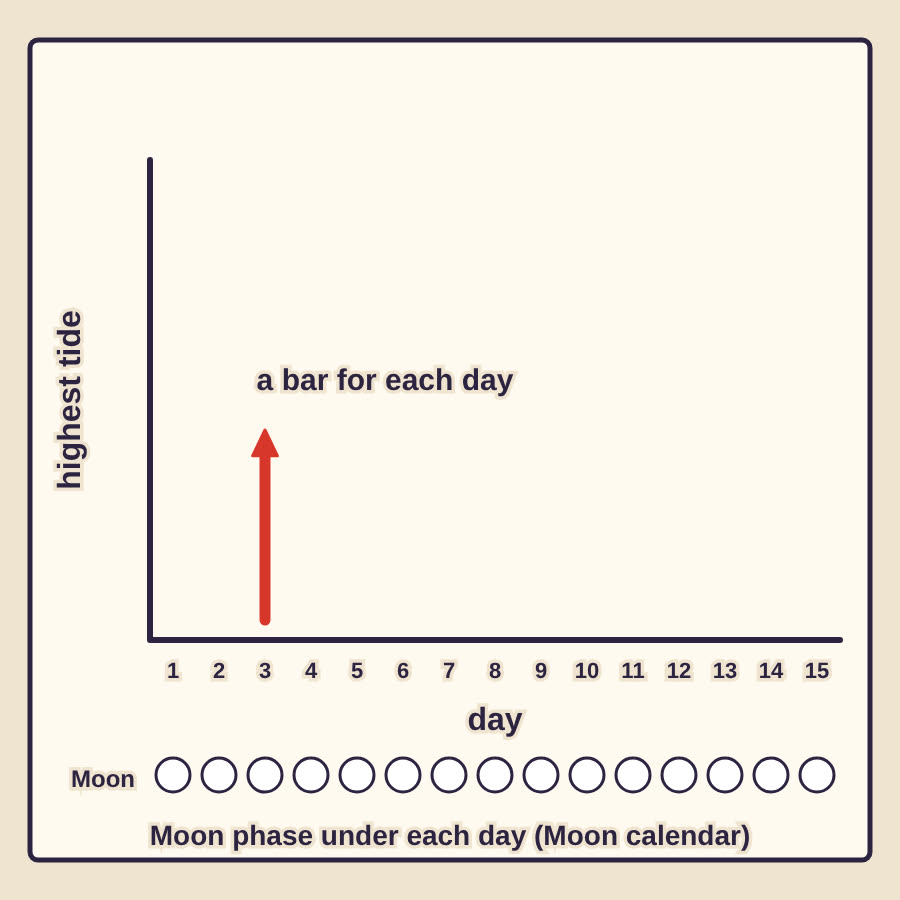 highest tide
a bar for each day
1 2 3 4 5 6 7 8 9 10 11 12 13 14 15
day
Moon
Moon phase under each day (Moon calendar)